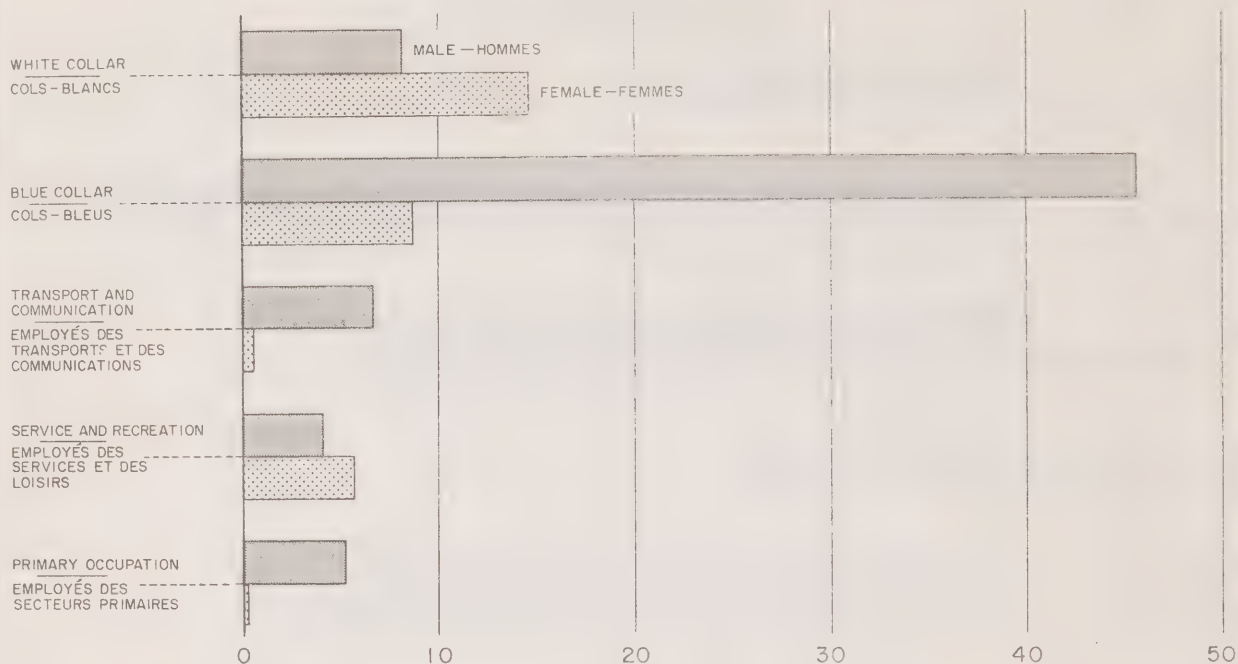 WHITE COLLAR
COLS-BLANCS
MALE—HOMMES
FEMALE—FEMMES
BLUE COLLAR
COLS-BLEUS
TRANSPORT AND
COMMUNICATION
EMPLOYÉS DES
TRANSPORTS ET DES
COMMUNICATIONS
SERVICE AND RECREATION
EMPLOYÉS DES
SERVICES ET DES
LOISIRS
PRIMARY OCCUPATION
EMPLOYÉS DES
SECTEURS PRIMAIRES
0 10 20 30 40 50